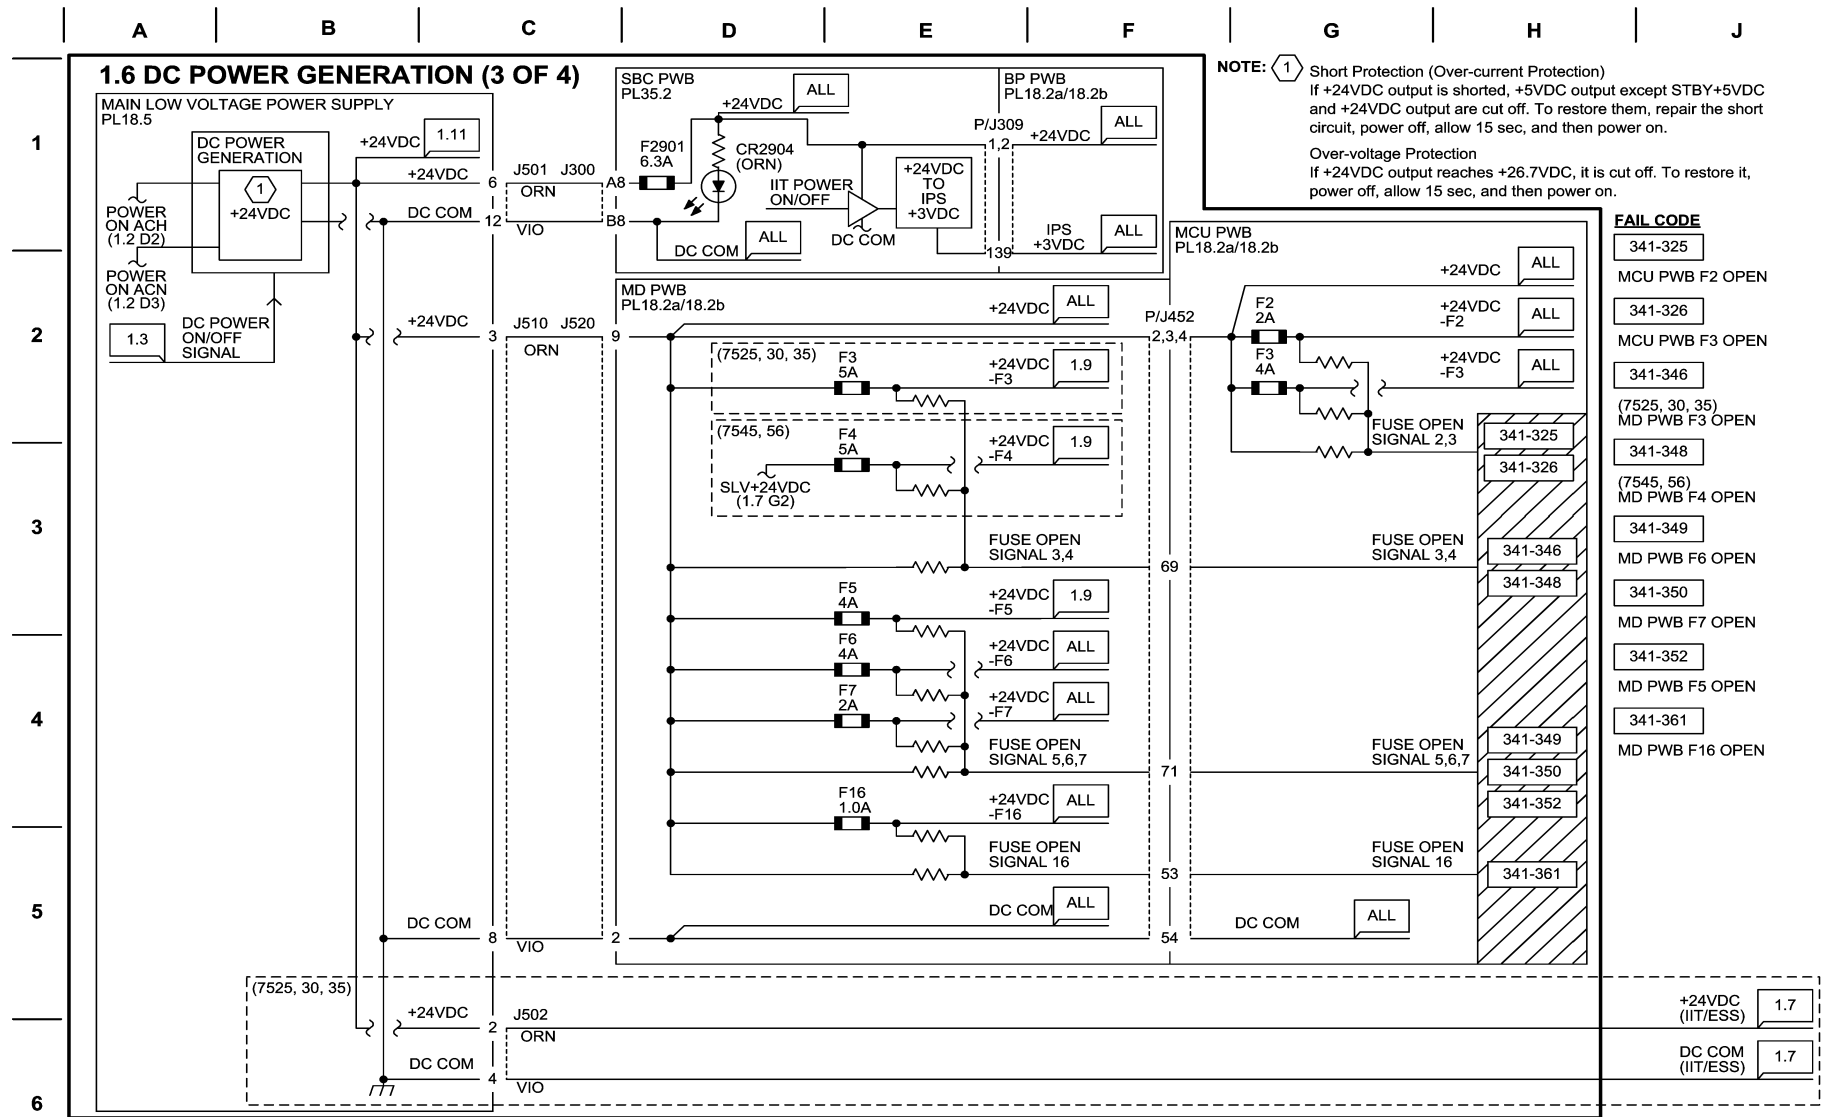 A B C D E F G H J
1.6 DC POWER GENERATION (3 OF 4)
MAIN LOW VOLTAGE POWER SUPPLY
PL18.5
DC POWER
GENERATION
1
+24VDC
POWER
ON ACH
(1.2 D2)
POWER
ON ACN
(1.2 D3)
1.3
DC POWER
ON/OFF
SIGNAL
+24VDC
1.11
+24VDC
6
J501 J300
ORN
A8
DC COM
12
VIO
B8
SBC PWB
PL35.2
F2901
6.3A
+24VDC
ALL
CR2904
(ORN)
IIT POWER
ON/OFF
DC COM
ALL
DC COM
+24VDC
TO
IPS
+3VDC
BP PWB
PL18.2a/18.2b
P/J309
1,2
+24VDC
ALL
139
IPS
+3VDC
ALL
NOTE: 1 Short Protection (Over-current Protection)
If +24VDC output is shorted, +5VDC output except STBY+5VDC
and +24VDC output are cut off. To restore them, repair the short
circuit, power off, allow 15 sec, and then power on.
Over-voltage Protection
If +24VDC output reaches +26.7VDC, it is cut off. To restore it,
power off, allow 15 sec, and then power on.
+24VDC
3
J510 J520
ORN
9
MD PWB
PL18.2a/18.2b
+24VDC
ALL
P/J452
2,3,4
(7525, 30, 35)
F3
5A
+24VDC
-F3
1.9
(7545, 56)
F4
5A
SLV+24VDC
(1.7 G2)
+24VDC
-F4
1.9
FUSE OPEN
SIGNAL 3,4
69
F5
4A
+24VDC
-F5
1.9
F6
4A
+24VDC
-F6
ALL
F7
2A
+24VDC
-F7
ALL
FUSE OPEN
SIGNAL 5,6,7
71
F16
1.0A
+24VDC
-F16
ALL
FUSE OPEN
SIGNAL 16
53
DC COM
ALL
54
DC COM
8
VIO
2
MCU PWB
PL18.2a/18.2b
+24VDC
ALL
F2
2A
+24VDC
-F2
ALL
F3
4A
+24VDC
-F3
ALL
FUSE OPEN
SIGNAL 2,3
341-325
341-326
FUSE OPEN
SIGNAL 3,4
341-346
341-348
FUSE OPEN
SIGNAL 5,6,7
341-349
341-350
341-352
FUSE OPEN
SIGNAL 16
341-361
DC COM
ALL
FAIL CODE
341-325
MCU PWB F2 OPEN
341-326
MCU PWB F3 OPEN
341-346
(7525, 30, 35)
MD PWB F3 OPEN
341-348
(7545, 56)
MD PWB F4 OPEN
341-349
MD PWB F6 OPEN
341-350
MD PWB F7 OPEN
341-352
MD PWB F5 OPEN
341-361
MD PWB F16 OPEN
(7525, 30, 35)
+24VDC
2
J502
ORN
+24VDC
(IIT/ESS)
1.7
DC COM
4
VIO
DC COM
(IIT/ESS)
1.7
1
2
3
4
5
6